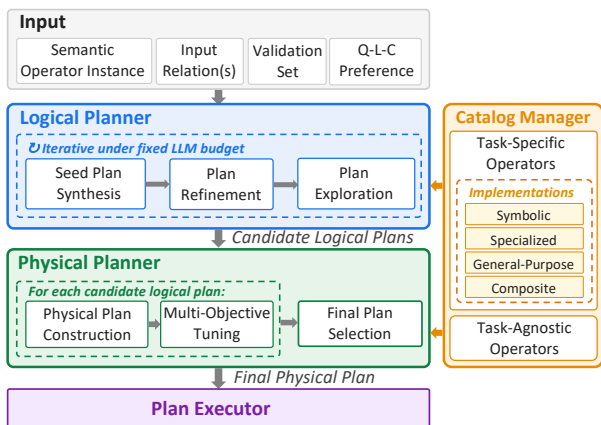 Input
Semantic
Operator Instance
Input
Relation(s)
Validation
Set
Q-L-C
Preference
Logical Planner
↻ Iterative under fixed LLM budget
Seed Plan
Synthesis
Plan
Refinement
Plan
Exploration
Candidate Logical Plans
Physical Planner
For each candidate logical plan:
Physical Plan
Construction
Multi-Objective
Tuning
Final Plan
Selection
Final Physical Plan
Plan Executor
Catalog Manager
Task-Specific
Operators
Implementations
Symbolic
Specialized
General-Purpose
Composite
Task-Agnostic
Operators